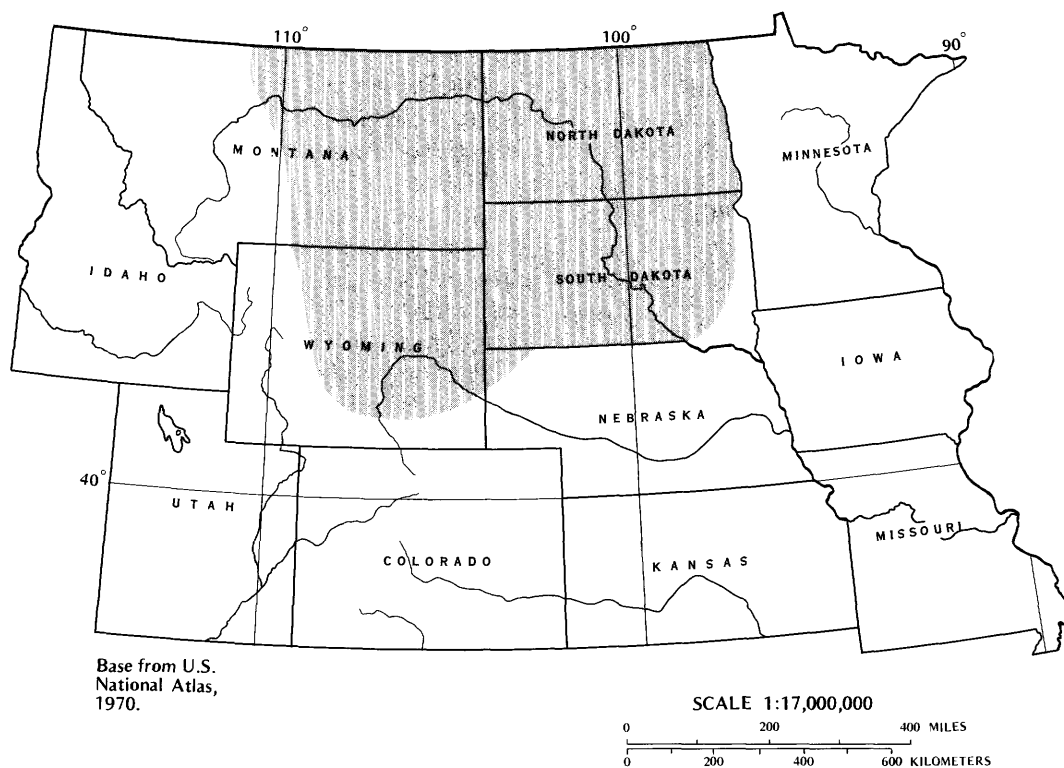 110°
100°
90°
NORTH DAKOTA
MONTANA
MINNESOTA
IDAHO
SOUTH DAKOTA
WYOMING
IOWA
NEBRASKA
40°
UTAH
COLORADO
KANSAS
MISSOURI
Base from U.S.
National Atlas,
1970.
SCALE 1:17,000,000
0 200 400 MILES
0 200 400 600 KILOMETERS